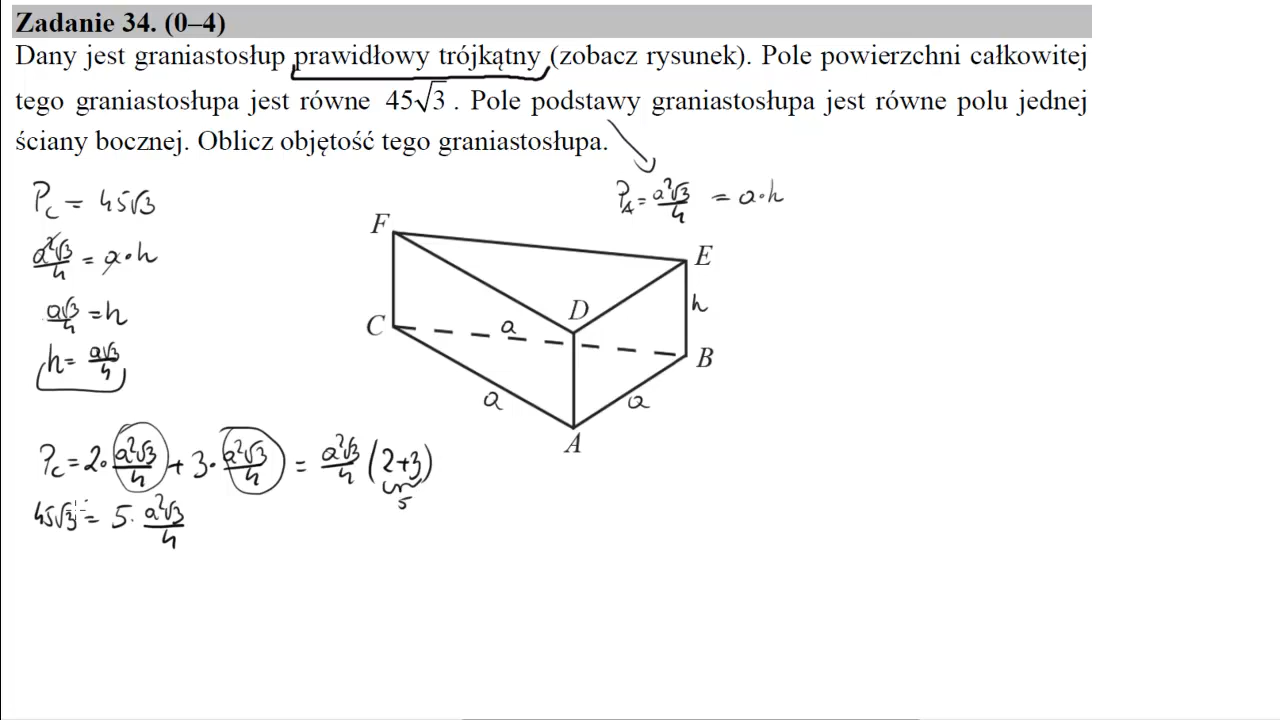 Zadanie 34. (0–4)
Dany jest graniastosłup prawidłowy trójkątny (zobacz rysunek). Pole powierzchni całkowitej
tego graniastosłupa jest równe 45√3 . Pole podstawy graniastosłupa jest równe polu jednej
ściany bocznej. Oblicz objętość tego graniastosłupa.
P_C = 45√3
P_Δ = a²√3/4 = a·h
a²√3/4 = a·h
a√3/4 = h
h = a√3/4
F
E
D
h
C
a
B
a
a
A
P_C = 2·a²√3/4 + 3·a²√3/4 = a²√3/4 (2+3)
5
45√3 = 5·a²√3/4